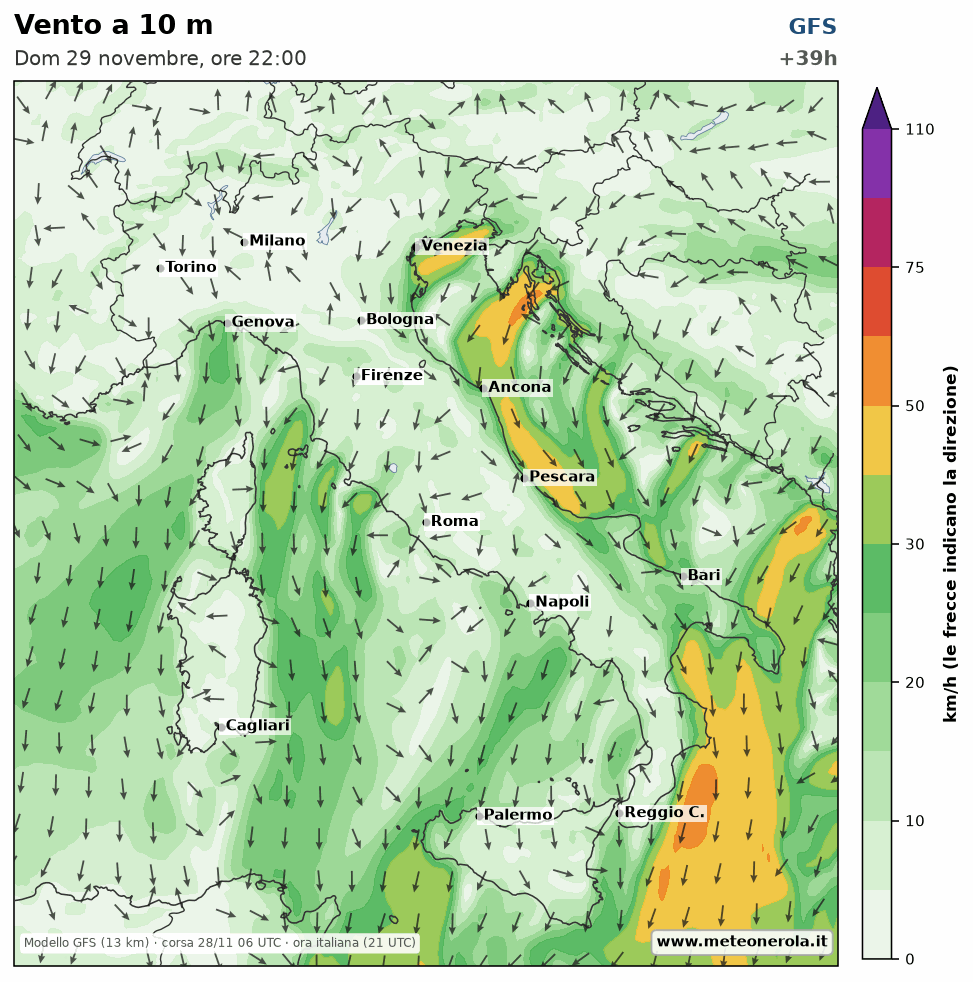 Vento a 10 m
GFS
Dom 29 novembre, ore 22:00
+39h
110
Venezia
Milano
Torino
75
Genova
Bologna
Firenze
Ancona
50
Pescara
Roma
30
Bari
Napoli
20
Cagliari
Palermo
Reggio C.
10
0
km/h (le frecce indicano la direzione)
Modello GFS (13 km) · corsa 28/11 06 UTC · ora italiana (21 UTC)
www.meteonerola.it